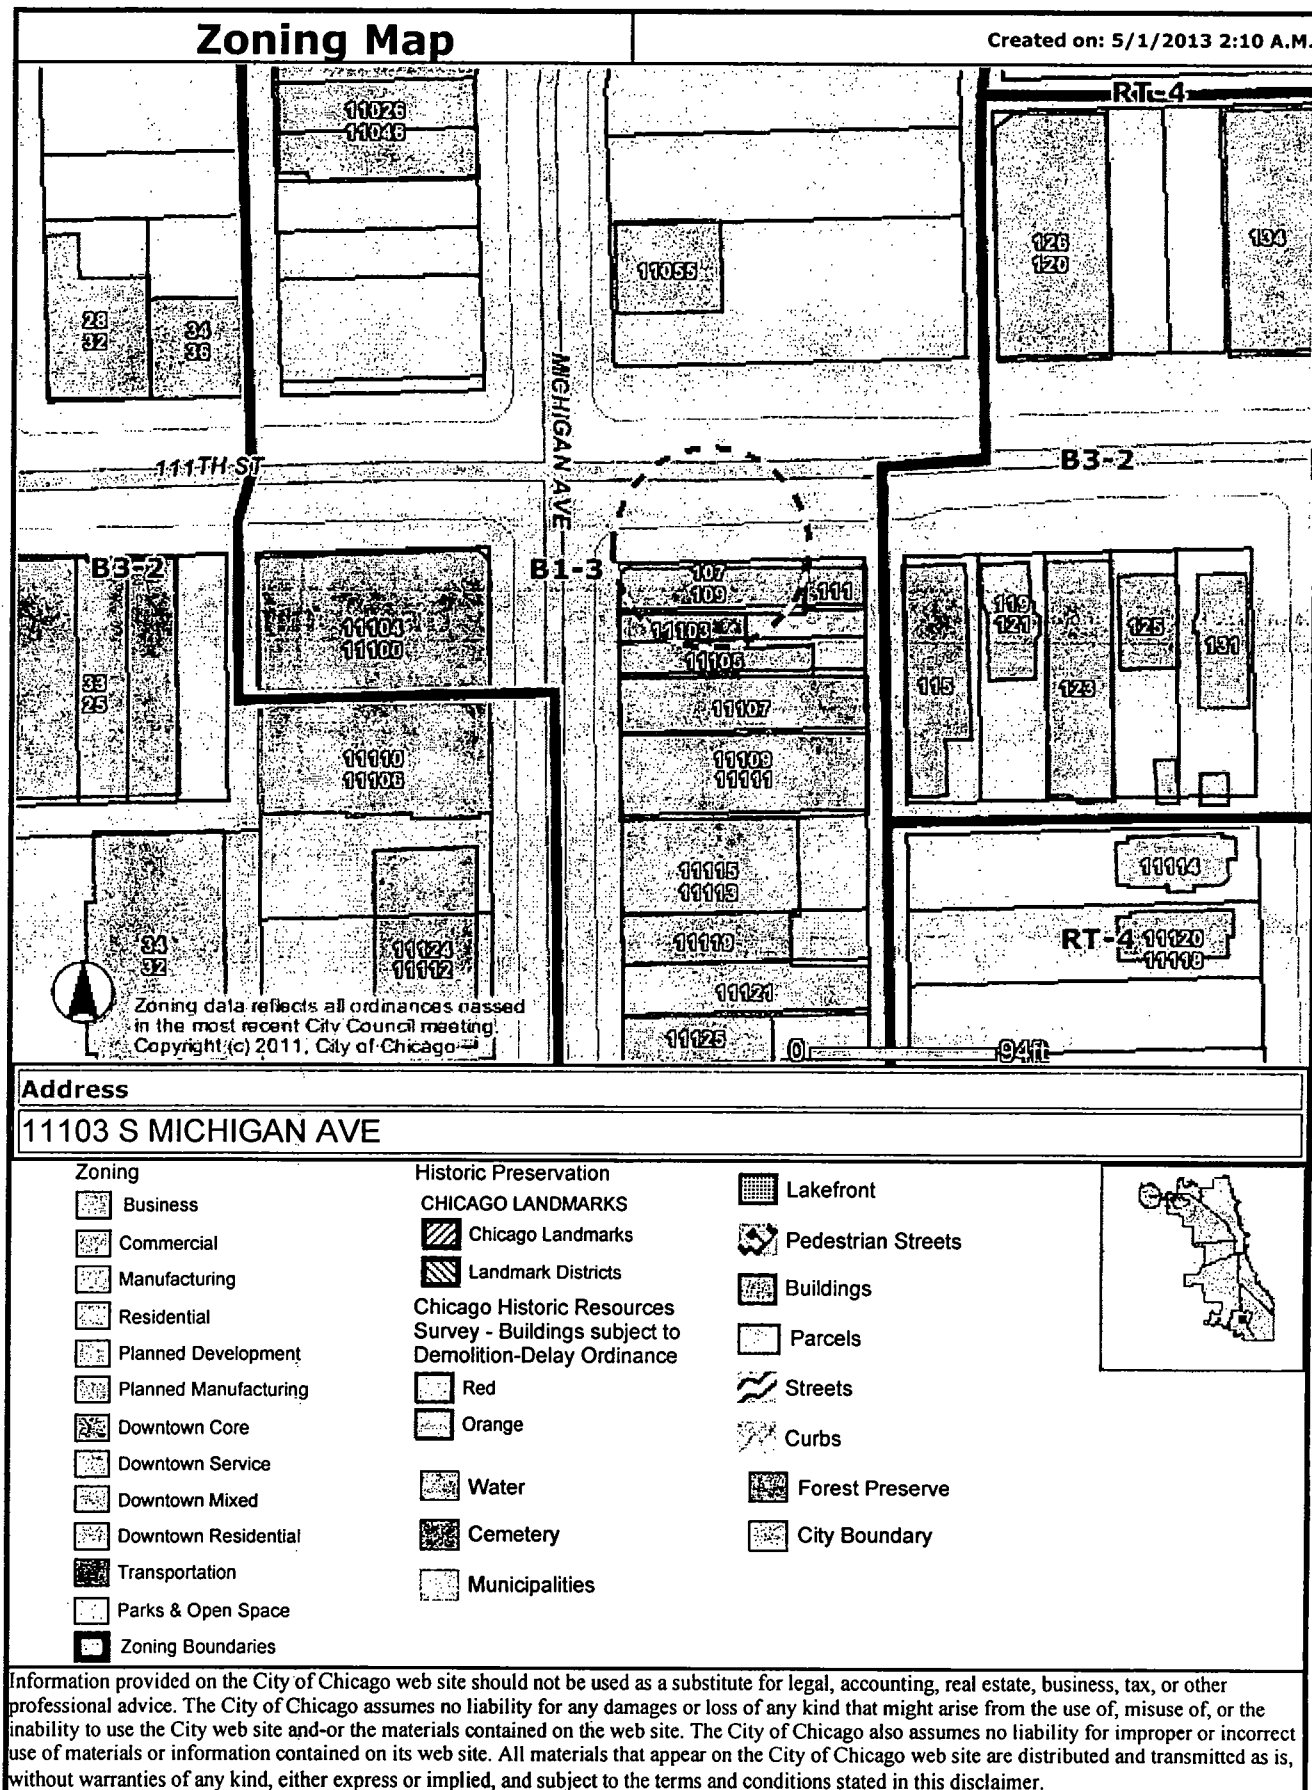 Zoning Map
Created on: 5/1/2013 2:10 A.M.
RT-4
11026
11046
126
120
134
11055
28
32
34
36
MICHIGAN AVE
111TH ST
B3-2
B3-2
B1-3
107
109
111
11103
11105
11104
11100
119
121
125
131
115
123
33
25
11107
11110
11106
11109
11111
11115
11113
11114
34
32
11124
11112
11119
RT-4
11120
11118
11121
11125
Zoning data reflects all ordinances passed
in the most recent City Council meeting.
Copyright (c) 2011, City of Chicago
0
94ft
Address
11103 S MICHIGAN AVE
Zoning
Business
Commercial
Manufacturing
Residential
Planned Development
Planned Manufacturing
Downtown Core
Downtown Service
Downtown Mixed
Downtown Residential
Transportation
Parks & Open Space
Zoning Boundaries
Historic Preservation
CHICAGO LANDMARKS
Chicago Landmarks
Landmark Districts
Chicago Historic Resources
Survey - Buildings subject to
Demolition-Delay Ordinance
Red
Orange
Water
Cemetery
Municipalities
Lakefront
Pedestrian Streets
Buildings
Parcels
Streets
Curbs
Forest Preserve
City Boundary
Information provided on the City of Chicago web site should not be used as a substitute for legal, accounting, real estate, business, tax, or other
professional advice. The City of Chicago assumes no liability for any damages or loss of any kind that might arise from the use of, misuse of, or the
inability to use the City web site and-or the materials contained on the web site. The City of Chicago also assumes no liability for improper or incorrect
use of materials or information contained on its web site. All materials that appear on the City of Chicago web site are distributed and transmitted as is,
without warranties of any kind, either express or implied, and subject to the terms and conditions stated in this disclaimer.